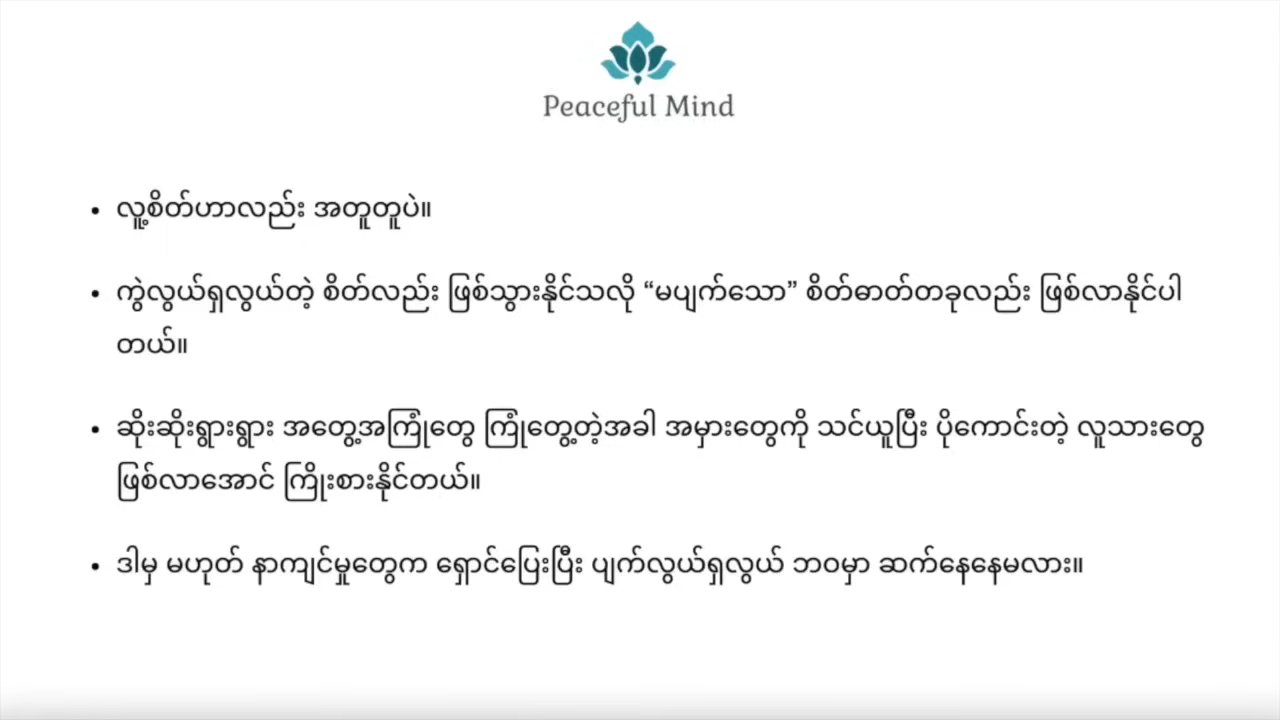 Peaceful Mind
• လူ့စိတ်ဟာလည်း အတူတူပဲ။
• ကွဲလွယ်ရှလွယ်တဲ့ စိတ်လည်း ဖြစ်သွားနိုင်သလို “မပျက်သော” စိတ်ဓာတ်တခုလည်း ဖြစ်လာနိုင်ပါ
တယ်။
• ဆိုးဆိုးရွားရွား အတွေ့အကြုံတွေ ကြုံတွေ့တဲ့အခါ အမှားတွေကို သင်ယူပြီး ပိုကောင်းတဲ့ လူသားတွေ
ဖြစ်လာအောင် ကြိုးစားနိုင်တယ်။
• ဒါမှ မဟုတ် နာကျင်မှုတွေက ရှောင်ပြေးပြီး ပျက်လွယ်ရှလွယ် ဘဝမှာ ဆက်နေနေမလား။